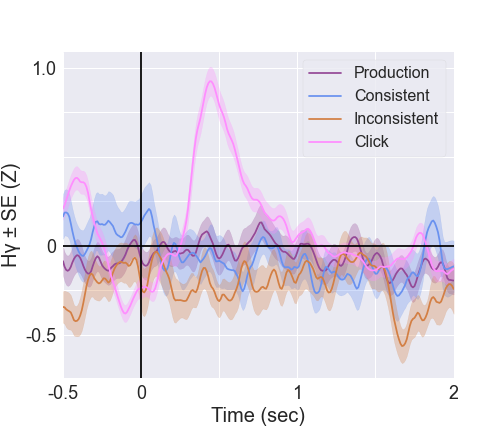 1.0
0
-0.5
Hγ ± SE (Z)
Production
Consistent
Inconsistent
Click
-0.5 0 1 2
Time (sec)